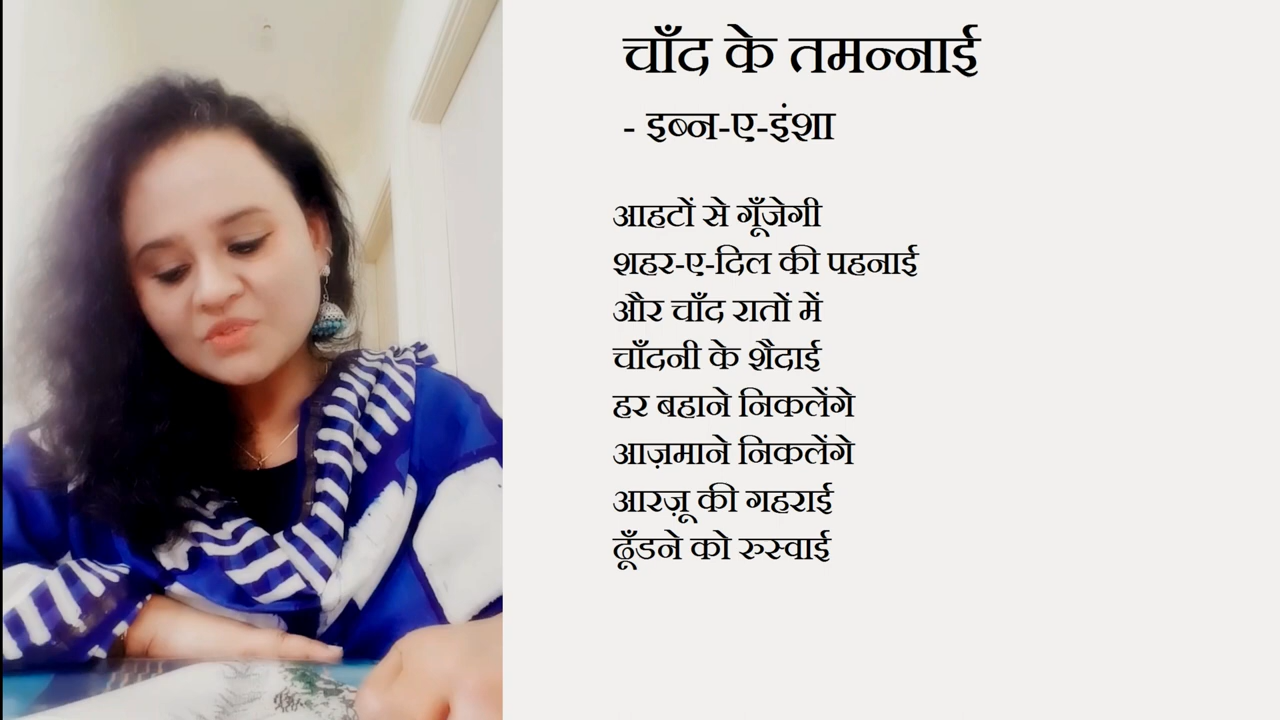 चाँद के तमन्नाई
- इब्न-ए-इंशा
आहटों से गूँजेगी
शहर-ए-दिल की पहनाई
और चाँद रातों में
चाँदनी के शैदाई
हर बहाने निकलेंगे
आज़माने निकलेंगे
आरज़ू की गहराई
ढूँडने को रुस्वाई